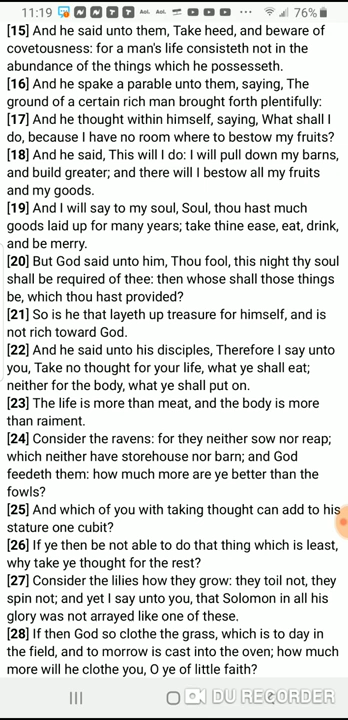 11:19 AoL. AoL. ... 76%
[15] And he said unto them, Take heed, and beware of
covetousness: for a man's life consisteth not in the
abundance of the things which he possesseth.
[16] And he spake a parable unto them, saying, The
ground of a certain rich man brought forth plentifully:
[17] And he thought within himself, saying, What shall I
do, because I have no room where to bestow my fruits?
[18] And he said, This will I do: I will pull down my barns,
and build greater; and there will I bestow all my fruits
and my goods.
[19] And I will say to my soul, Soul, thou hast much
goods laid up for many years; take thine ease, eat, drink,
and be merry.
[20] But God said unto him, Thou fool, this night thy soul
shall be required of thee: then whose shall those things
be, which thou hast provided?
[21] So is he that layeth up treasure for himself, and is
not rich toward God.
[22] And he said unto his disciples, Therefore I say unto
you, Take no thought for your life, what ye shall eat;
neither for the body, what ye shall put on.
[23] The life is more than meat, and the body is more
than raiment.
[24] Consider the ravens: for they neither sow nor reap;
which neither have storehouse nor barn; and God
feedeth them: how much more are ye better than the
fowls?
[25] And which of you with taking thought can add to his
stature one cubit?
[26] If ye then be not able to do that thing which is least,
why take ye thought for the rest?
[27] Consider the lilies how they grow: they toil not, they
spin not; and yet I say unto you, that Solomon in all his
glory was not arrayed like one of these.
[28] If then God so clothe the grass, which is to day in
the field, and to morrow is cast into the oven; how much
more will he clothe you, O ye of little faith?
DU RECORDER